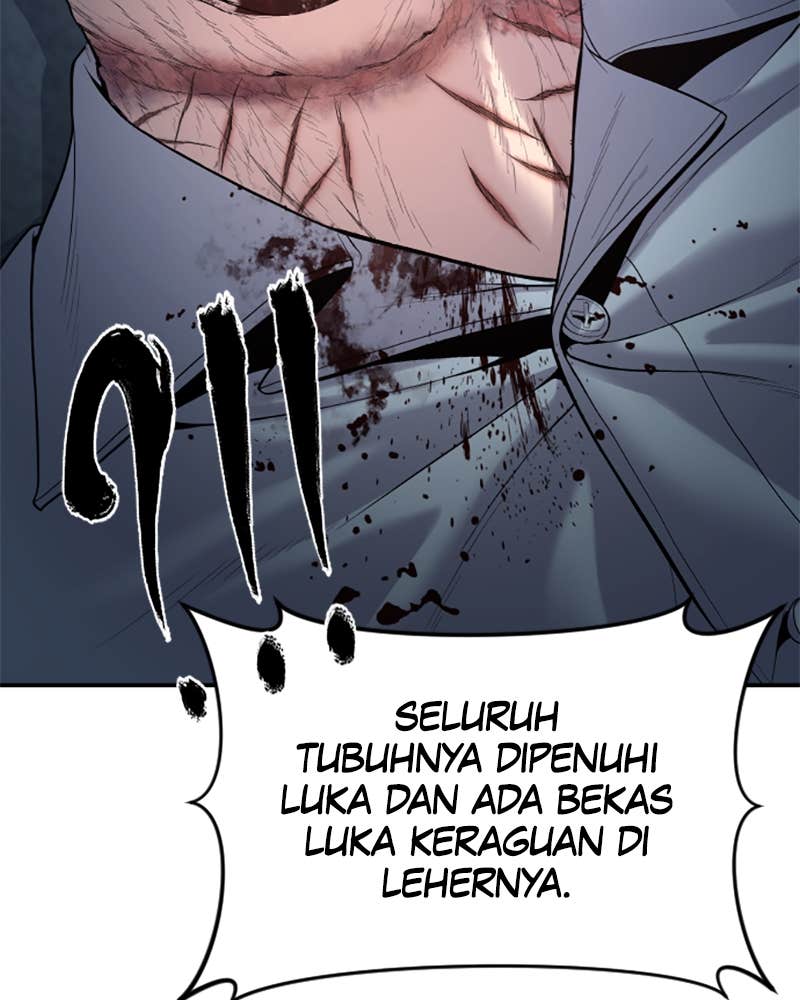 ?!!
SELURUH
TUBUHNYA DIPENUHI
LUKA DAN ADA BEKAS
LUKA KERAGUAN DI
LEHERNYA.